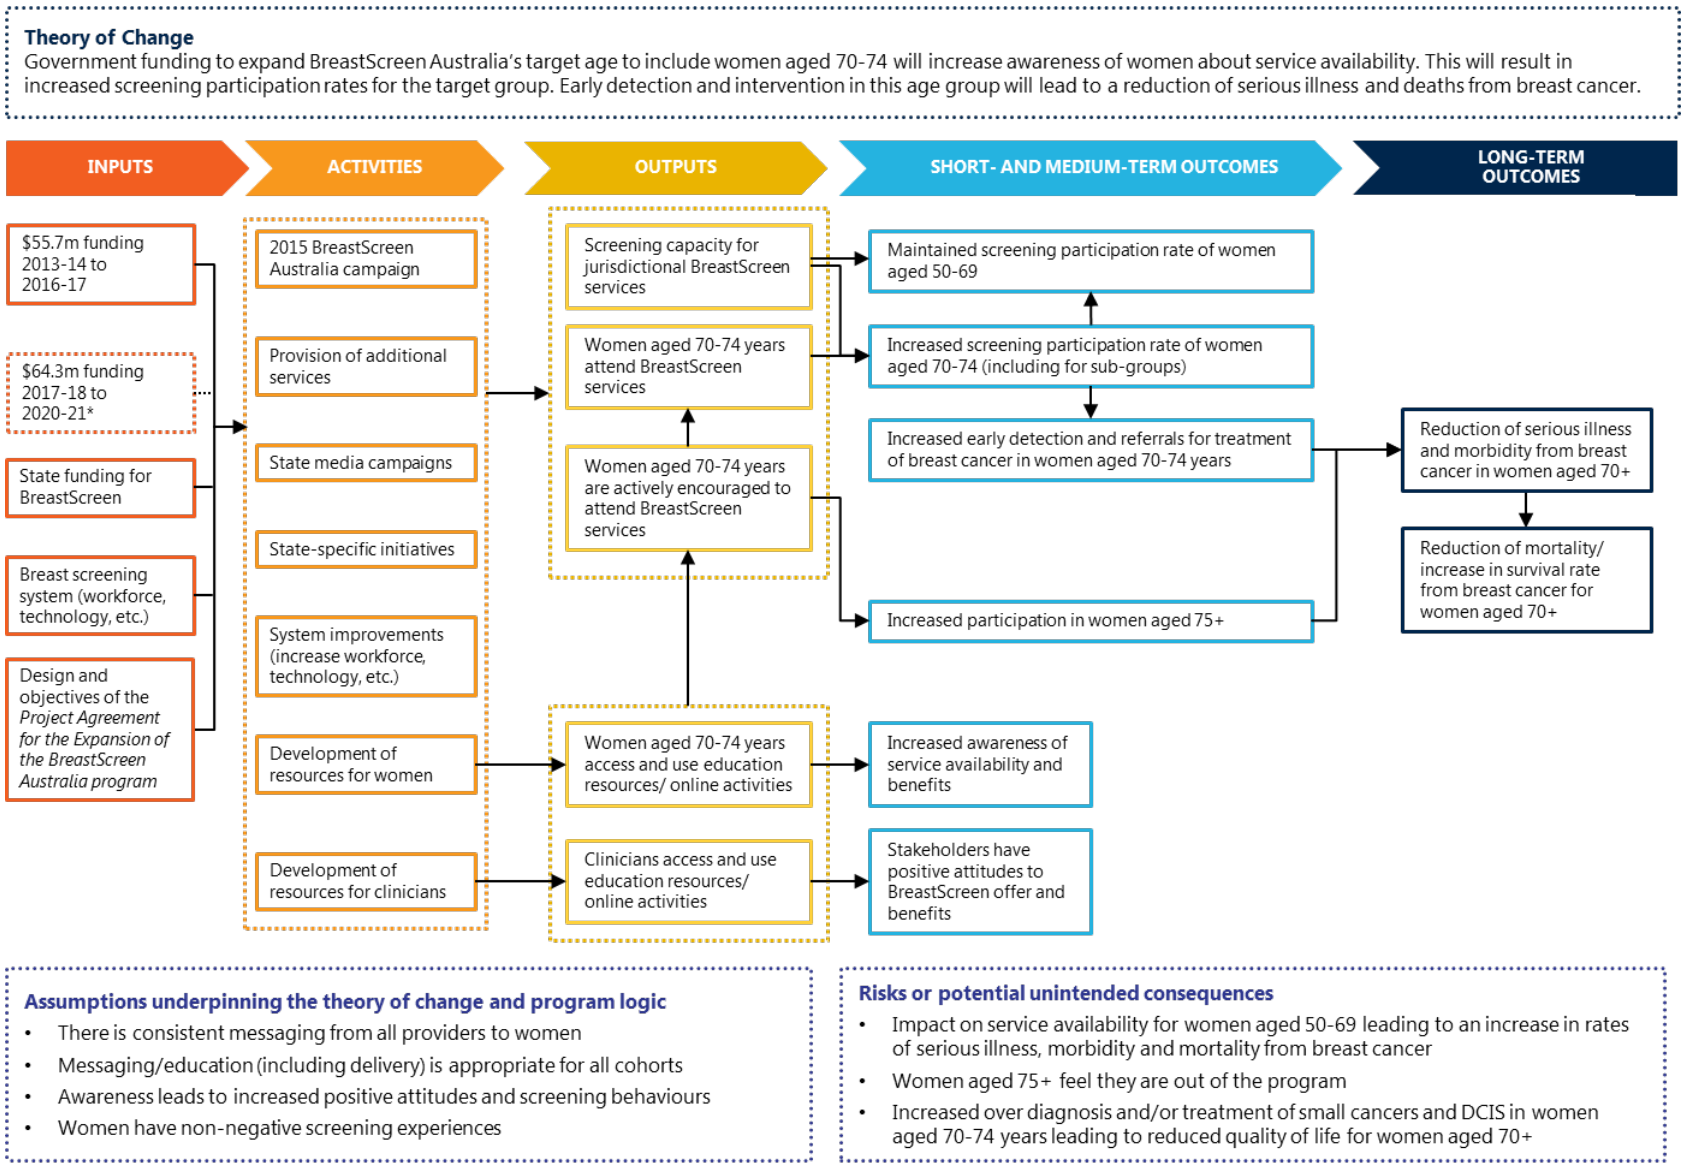 Theory of Change
Government funding to expand BreastScreen Australia's target age to include women aged 70-74 will increase awareness of women about service availability. This will result in
increased screening participation rates for the target group. Early detection and intervention in this age group will lead to a reduction of serious illness and deaths from breast cancer.
INPUTS
ACTIVITIES
OUTPUTS
SHORT- AND MEDIUM-TERM OUTCOMES
LONG-TERM
OUTCOMES
$55.7m funding
2013-14 to
2016-17
$64.3m funding
2017-18 to
2020-21*
State funding for
BreastScreen
Breast screening
system (workforce,
technology, etc.)
Design and
objectives of the
Project Agreement
for the Expansion of
the BreastScreen
Australia program
2015 BreastScreen
Australia campaign
Provision of additional
services
State media campaigns
State-specific initiatives
System improvements
(increase workforce,
technology, etc.)
Development of
resources for women
Development of
resources for clinicians
Screening capacity for
jurisdictional BreastScreen
services
Women aged 70-74 years
attend BreastScreen
services
Women aged 70-74 years
are actively encouraged to
attend BreastScreen
services
Women aged 70-74 years
access and use education
resources/ online activities
Clinicians access and use
education resources/
online activities
Maintained screening participation rate of women
aged 50-69
Increased screening participation rate of women
aged 70-74 (including for sub-groups)
Increased early detection and referrals for treatment
of breast cancer in women aged 70-74 years
Increased participation in women aged 75+
Increased awareness of
service availability and
benefits
Stakeholders have
positive attitudes to
BreastScreen offer and
benefits
Reduction of serious illness
and morbidity from breast
cancer in women aged 70+
Reduction of mortality/
increase in survival rate
from breast cancer for
women aged 70+
Assumptions underpinning the theory of change and program logic
• There is consistent messaging from all providers to women
• Messaging/education (including delivery) is appropriate for all cohorts
• Awareness leads to increased positive attitudes and screening behaviours
• Women have non-negative screening experiences
Risks or potential unintended consequences
• Impact on service availability for women aged 50-69 leading to an increase in rates
of serious illness, morbidity and mortality from breast cancer
• Women aged 75+ feel they are out of the program
• Increased over diagnosis and/or treatment of small cancers and DCIS in women
aged 70-74 years leading to reduced quality of life for women aged 70+